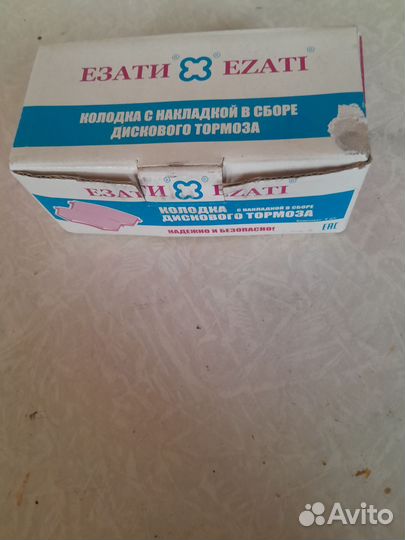 ЕЗАТИ® ® EZATI®
КОЛОДКА С НАКЛАДКОЙ В СБОРЕ
ДИСКОВОГО ТОРМОЗА
ЕЗАТИ® ® EZATI®
КОЛОДКА С НАКЛАДКОЙ В СБОРЕ
ДИСКОВОГО ТОРМОЗА
НАДЕЖНО И БЕЗОПАСНО!
EAC
Avito